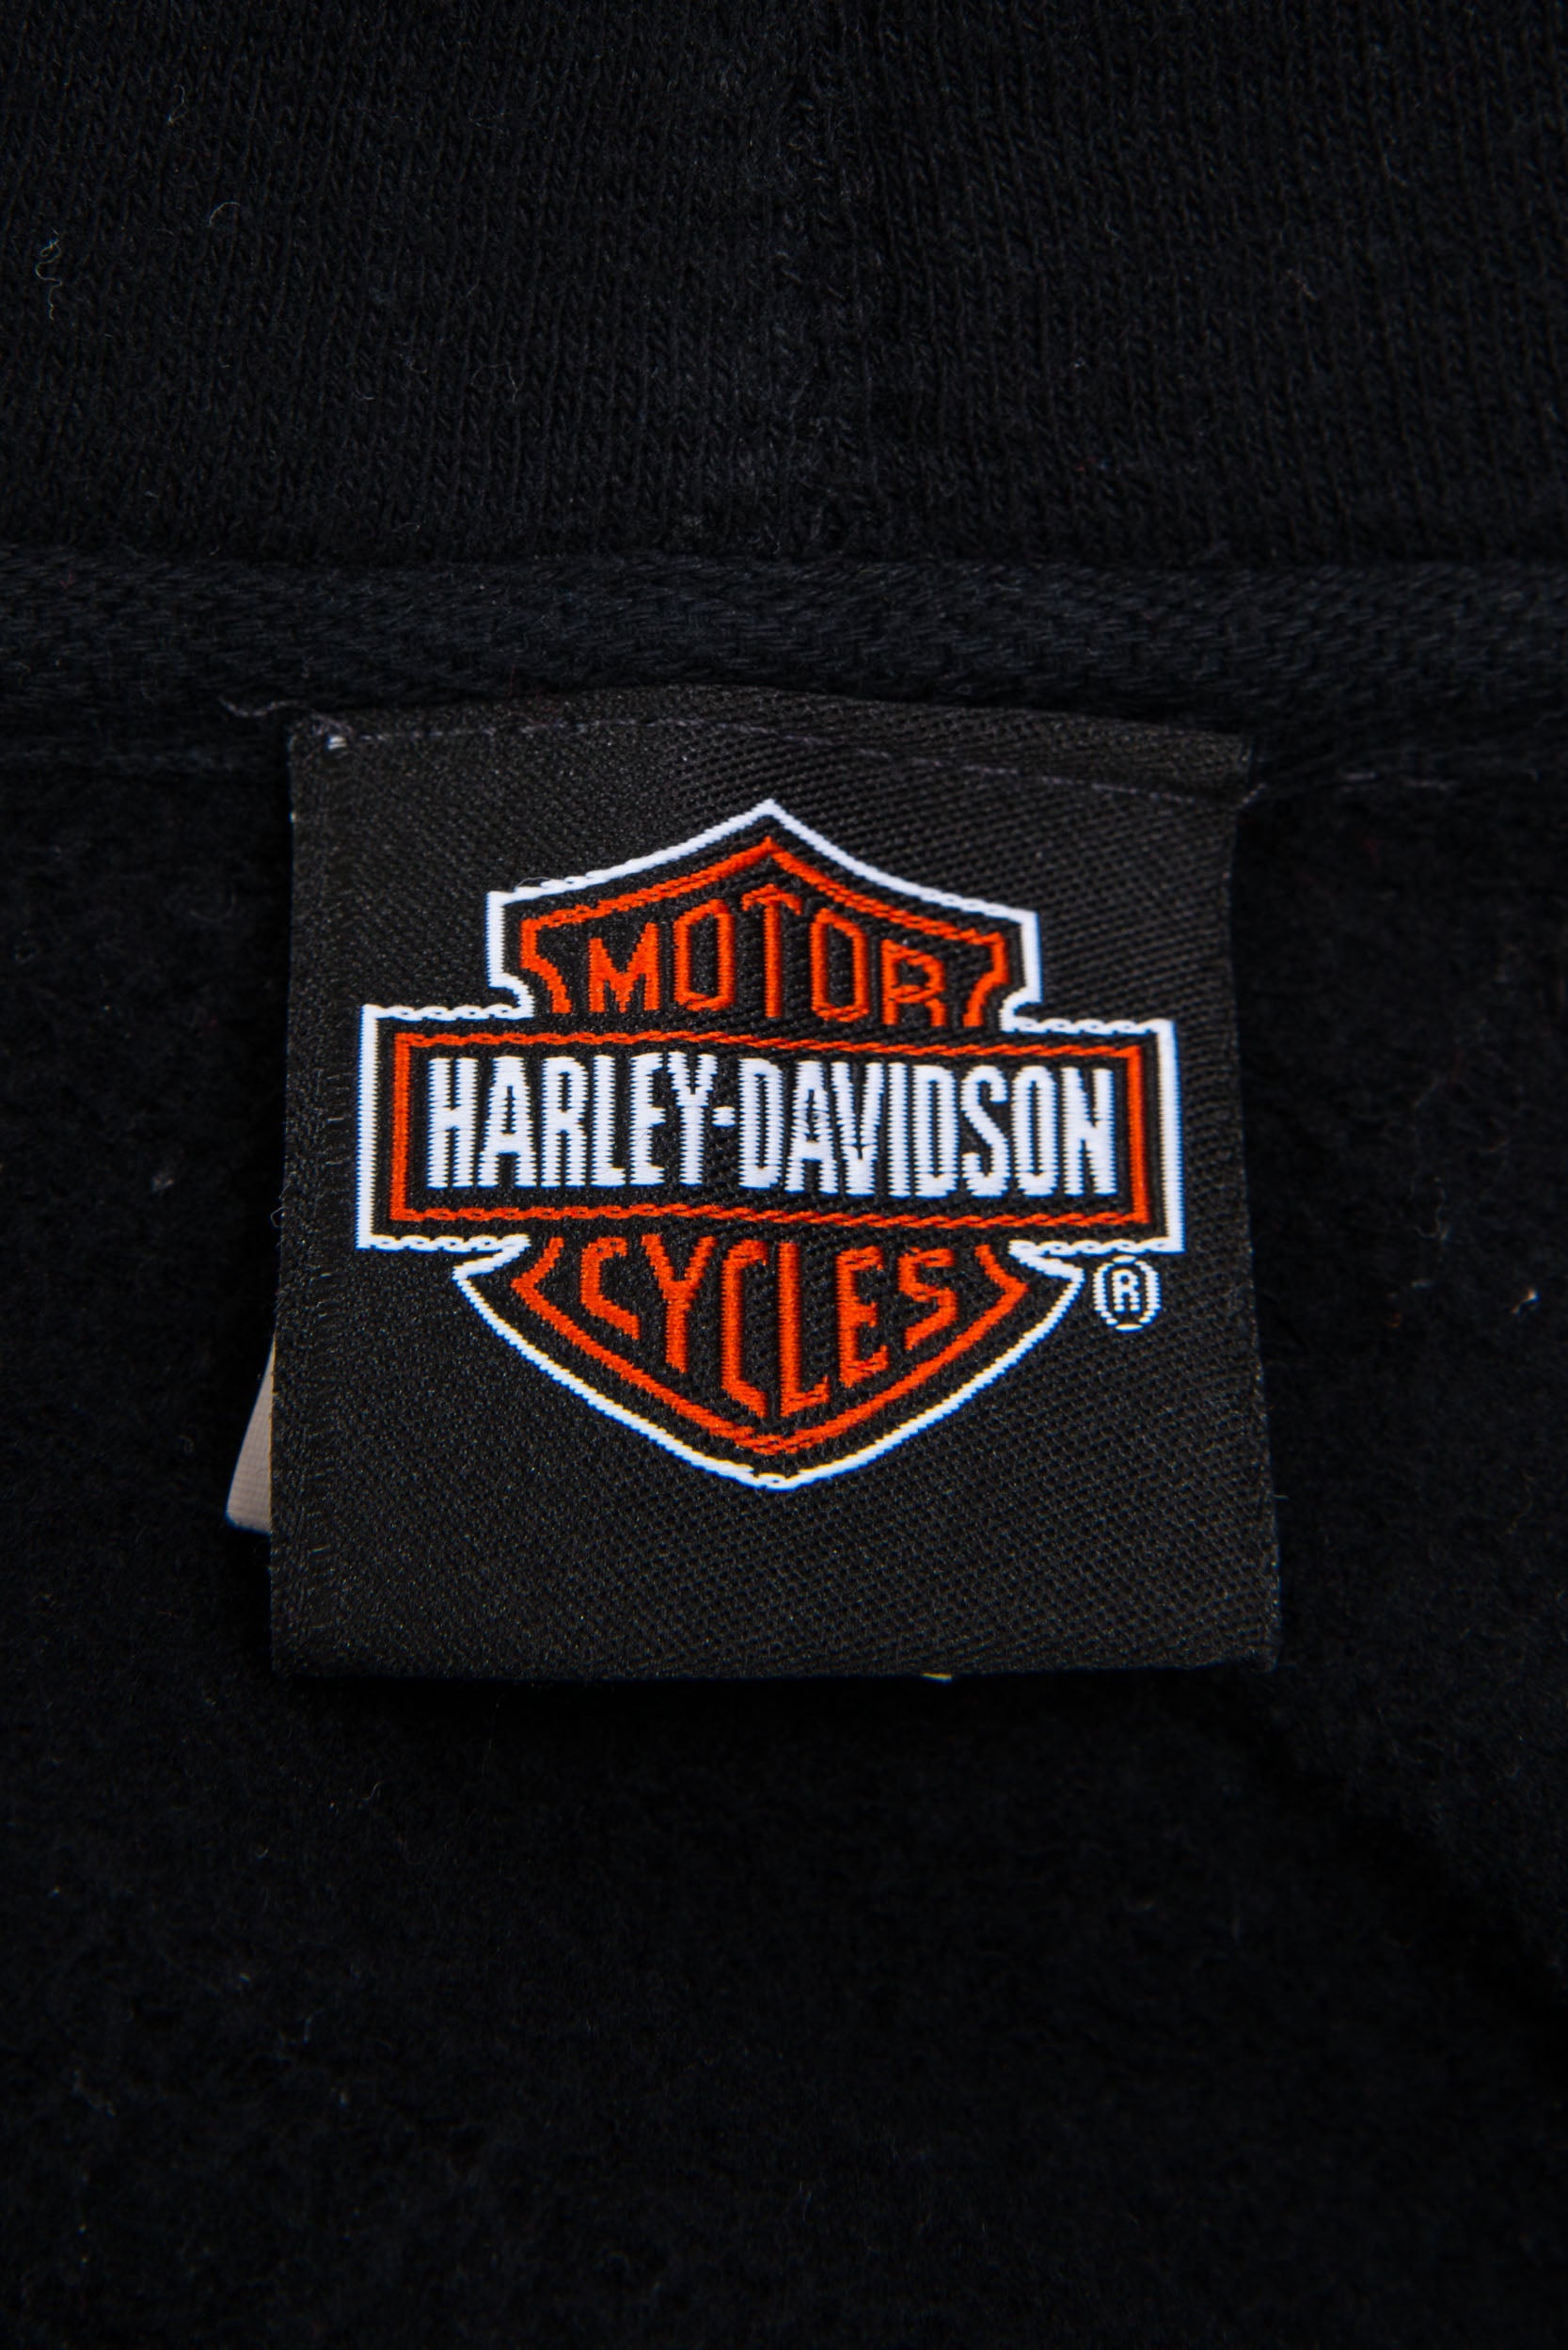 MOTOR
HARLEY-DAVIDSON
CYCLES
®